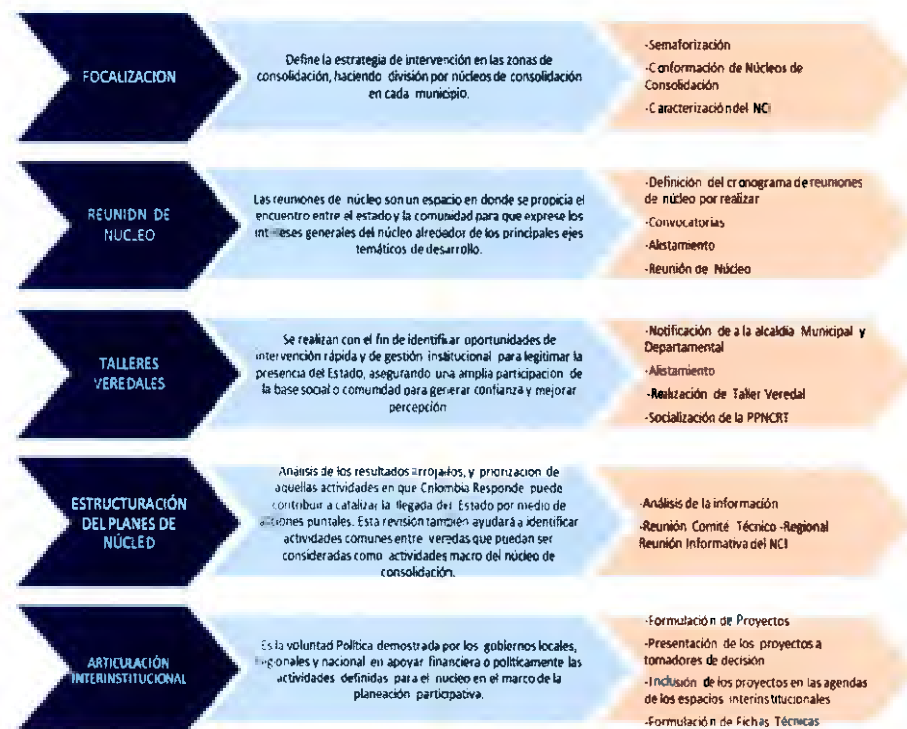 FOCALIZACION
Define la estrategia de intervención en las zonas de
consolidación, haciendo división por núcleos de consolidación
en cada municipio.
-Semaforización
-Conformación de Núcleos de
Consolidación
-Caracterización del NCI
REUNION DE
NUCLEO
Las reuniones de núcleo son un espacio en donde se propicia el
encuentro entre el estado y la comunidad para que exprese los
intereses generales del núcleo alrededor de los principales ejes
temáticos de desarrollo.
-Definición del cronograma de reuniones
de núcleo por realizar
-Convocatorias
-Alistamiento
-Reunión de Núcleo
TALLERES
VEREDALES
Se realizan con el fin de identificar oportunidades de
intervención rápida y de gestión institucional para legitimar la
presencia del Estado, asegurando una amplia participación de
la base social o comunidad para generar confianza y mejorar
percepción
-Notificación de a la alcaldia Municipal y
Departamental
-Alistamiento
-Realización de Taller Veredal
-Socialización de la PPNCRT
ESTRUCTURACIÓN
DEL PLANES DE
NÚCLEO
Análisis de los resultados arrojados, y priorización de
aquellas actividades en que Colombia Responde puede
contribuir a catalizar la llegada del Estado por medio de
acciones puntales. Esta revisión también ayudará a identificar
actividades comunes entre veredas que puedan ser
consideradas como actividades macro del núcleo de
consolidación.
-Análisis de la información
-Reunión Comité Técnico -Regional
Reunión Informativa del NCI
ARTICULACIÓN
INTERINSTITUCIONAL
Es la voluntad Política demostrada por los gobiernos locales,
regionales y nacional en apoyar financiera o políticamente las
actividades definidas para el nucleo en el marco de la
planeación participativa.
-Formulación de Proyectos
-Presentación de los proyectos a
tomadores de decisión
-Inclusión de los proyectos en las agendas
de los espacios interinstitucionales
-Formulación de Fichas Técnicas